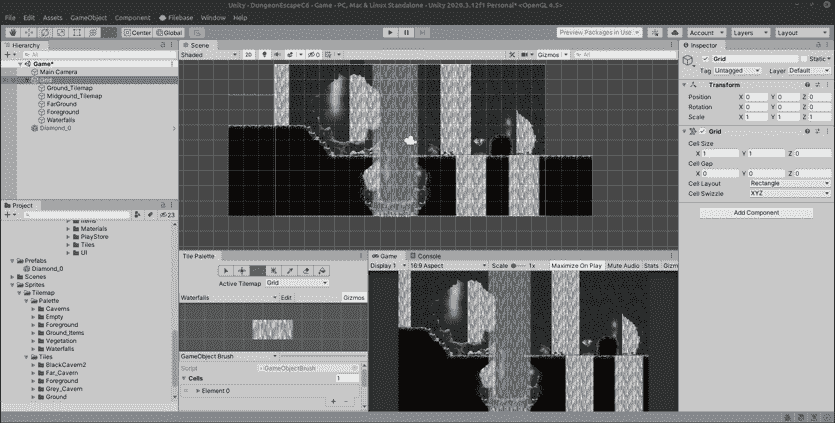 Unity - DungeonEscapeC6 - Game - PC, Mac & Linux Standalone - Unity 2020.3.12f1 Personal* <OpenGL 4.5>
File Edit Assets GameObject Component Filebase Window Help
Center Global Preview Packages in Use Account Layers Layout
Hierarchy
All
Game*
Main Camera
Ground_Tilemap
Midground_Tilemap
FarGround
Foreground
Waterfalls
Diamond_0
Scene
Shaded 2D 0 Gizmos All
Project
23
Items
Materials
PlayStore
Tiles
UI
Prefabs
Diamond_0
Scenes
Sprites
Tilemap
Palette
Caverns
Empty
Foreground
Ground_Items
Vegetation
Waterfalls
Tiles
BlackCavern2
Far_Cavern
Foreground
Grey_Cavern
Ground
Tile Palette
Active Tilemap Grid
Waterfalls Edit Gizmos
GameObject Brush
Script GameObjectBrush
Cells 1
Element 0
Game Console
Display 1 16:9 Aspect Scale 1x Maximize On Play Mute Audio Stats Gizm
Inspector
Grid Static
Tag Untagged Layer Default
Transform
Position X 0 Y 0 Z 0
Rotation X 0 Y 0 Z 0
Scale X 1 Y 1 Z 1
Grid
Cell Size
X 1 Y 1 Z 0
Cell Gap
X 0 Y 0 Z 0
Cell Layout Rectangle
Cell Swizzle XYZ
Add Component